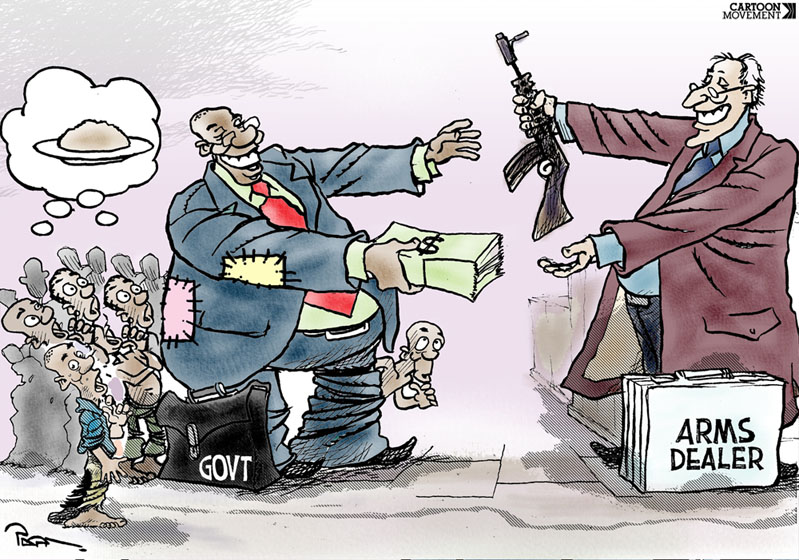 CARTOON
MOVEMENT
$
GOVT
ARMS
DEALER